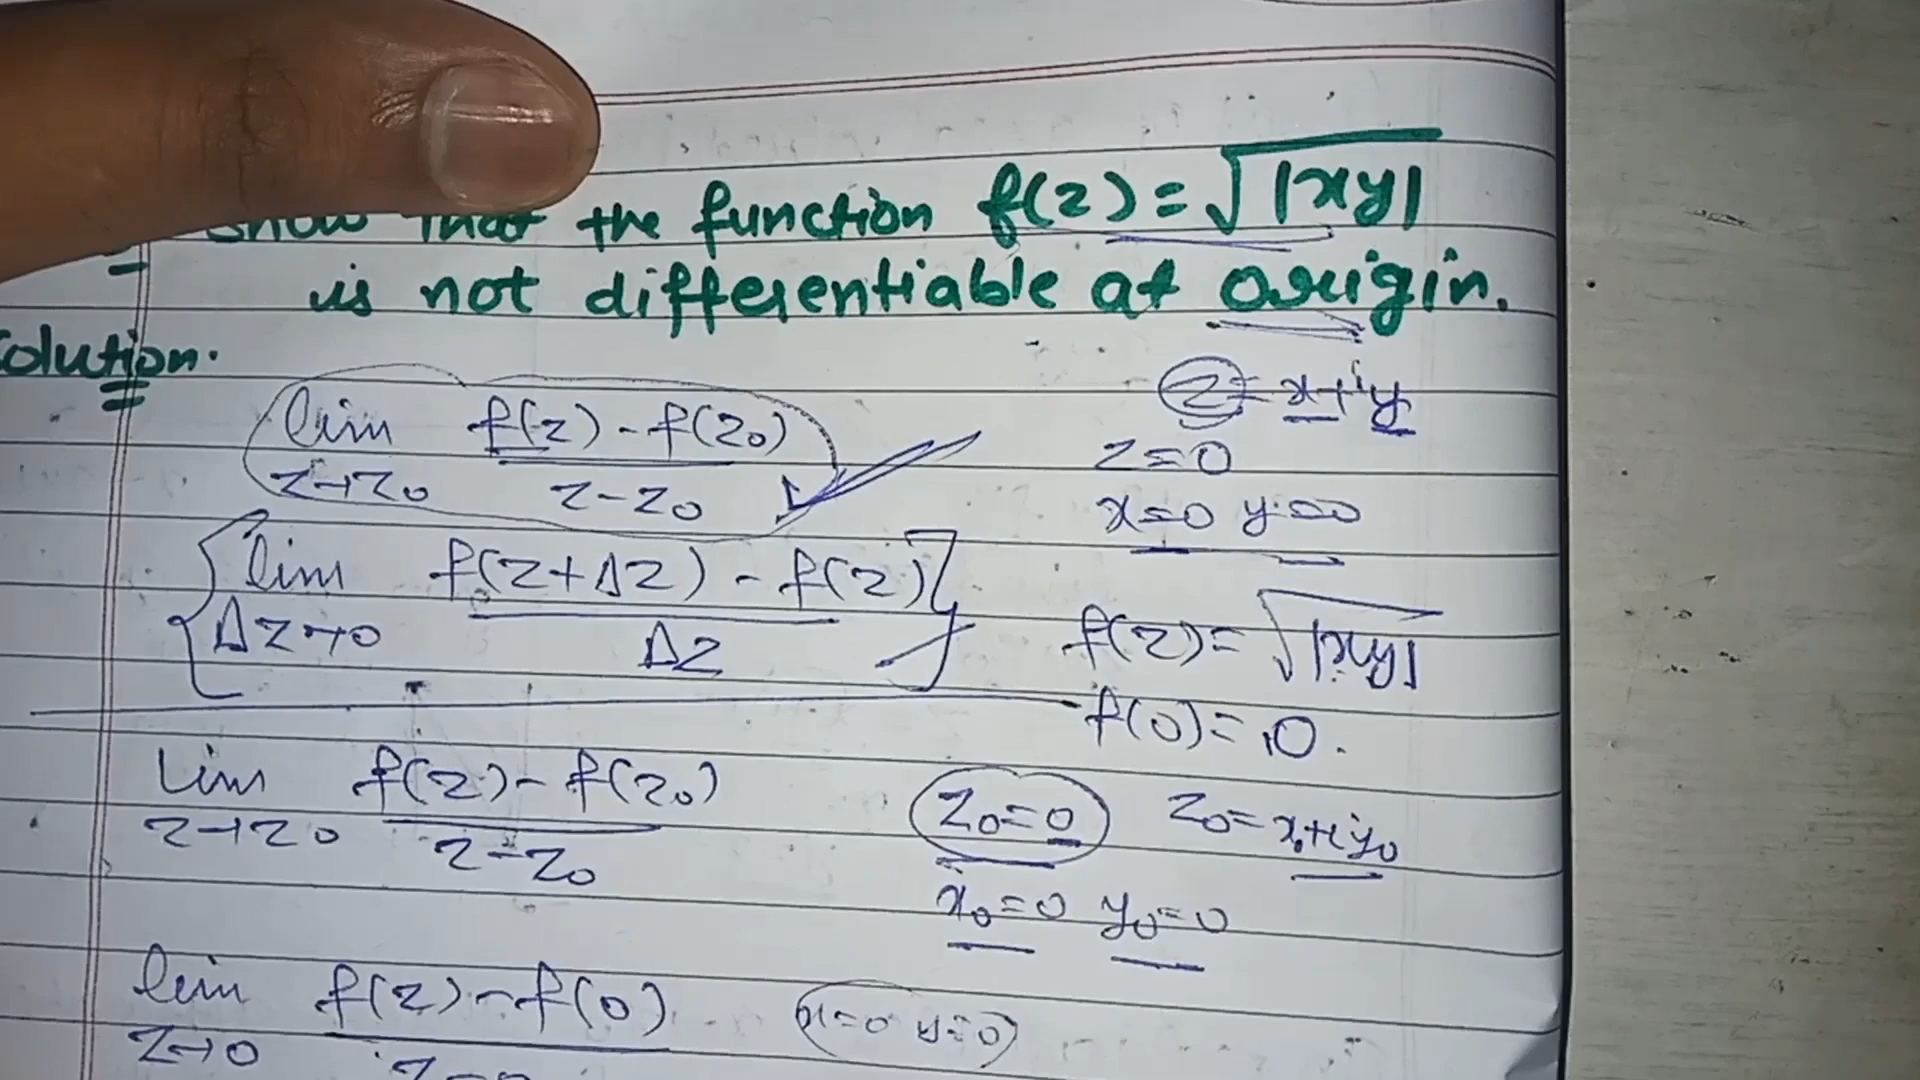 Show that the function f(z) = √|xy|
is not differentiable at origin.
Solution.
lim z→z₀ f(z) - f(z₀) / z - z₀
z = x + iy
z = 0
x = 0 y = 0
lim Δz→0 f(z + Δz) - f(z) / Δz
f(z) = √|xy|
f(0) = 0.
lim z→z₀ f(z) - f(z₀) / z - z₀
z₀ = 0 z₀ = x₀ + iy₀
x₀ = 0 y₀ = 0
lim z→0 f(z) - f(0)
x = 0 y = 0